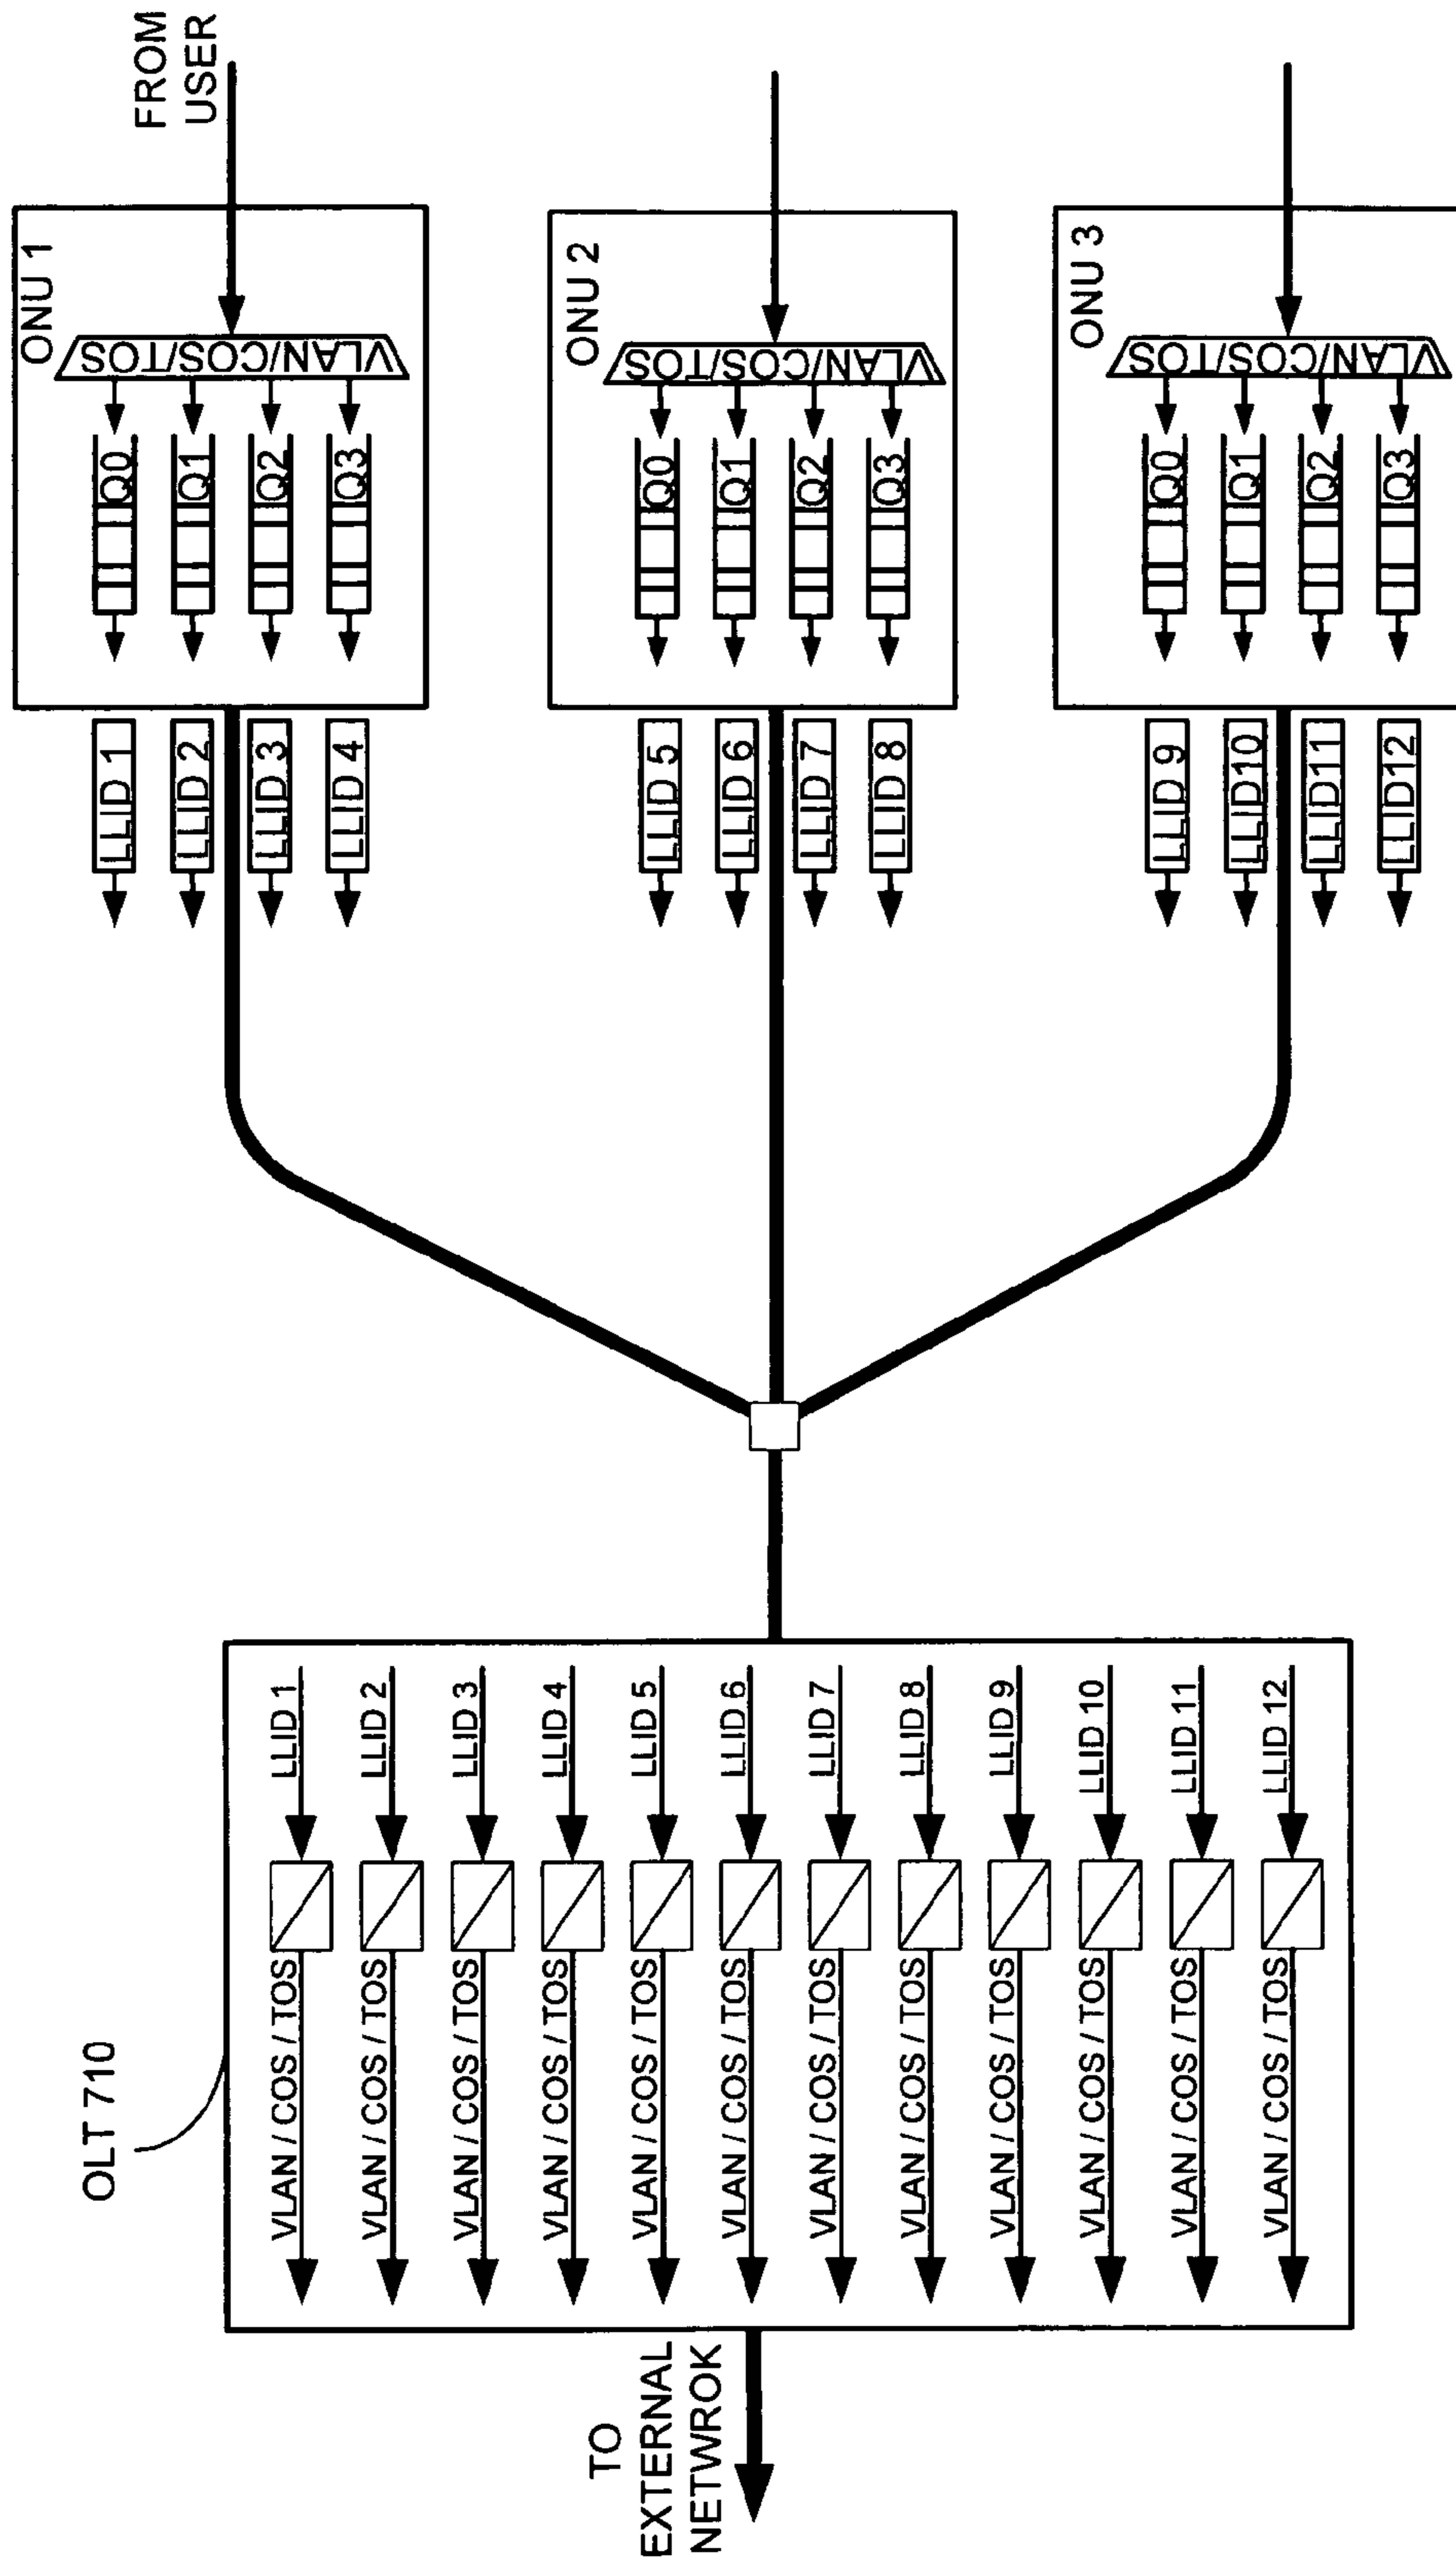 FROM
USER
ONU 1
VLAN/COS/TOS
Q0
Q1
Q2
Q3
LLID 1
LLID 2
LLID 3
LLID 4
ONU 2
VLAN/COS/TOS
Q0
Q1
Q2
Q3
LLID 5
LLID 6
LLID 7
LLID 8
ONU 3
VLAN/COS/TOS
Q0
Q1
Q2
Q3
LLID 9
LLID10
LLID11
LLID12
OLT 710
VLAN / COS / TOS
LLID 1
VLAN / COS / TOS
LLID 2
VLAN / COS / TOS
LLID 3
VLAN / COS / TOS
LLID 4
VLAN / COS / TOS
LLID 5
VLAN / COS / TOS
LLID 6
VLAN / COS / TOS
LLID 7
VLAN / COS / TOS
LLID 8
VLAN / COS / TOS
LLID 9
VLAN / COS / TOS
LLID 10
VLAN / COS / TOS
LLID 11
VLAN / COS / TOS
LLID 12
TO
EXTERNAL
NETWROK